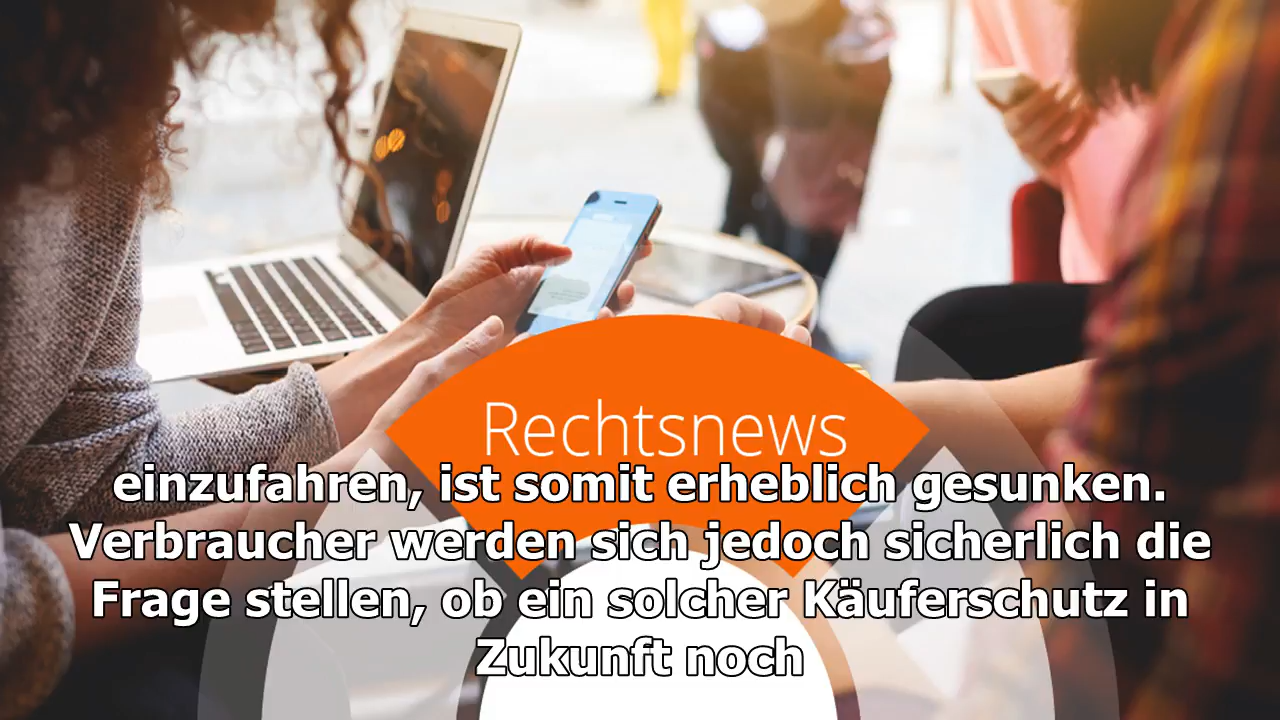 Rechtsnews
einzufahren, ist somit erheblich gesunken.
Verbraucher werden sich jedoch sicherlich die
Frage stellen, ob ein solcher Käuferschutz in
Zukunft noch